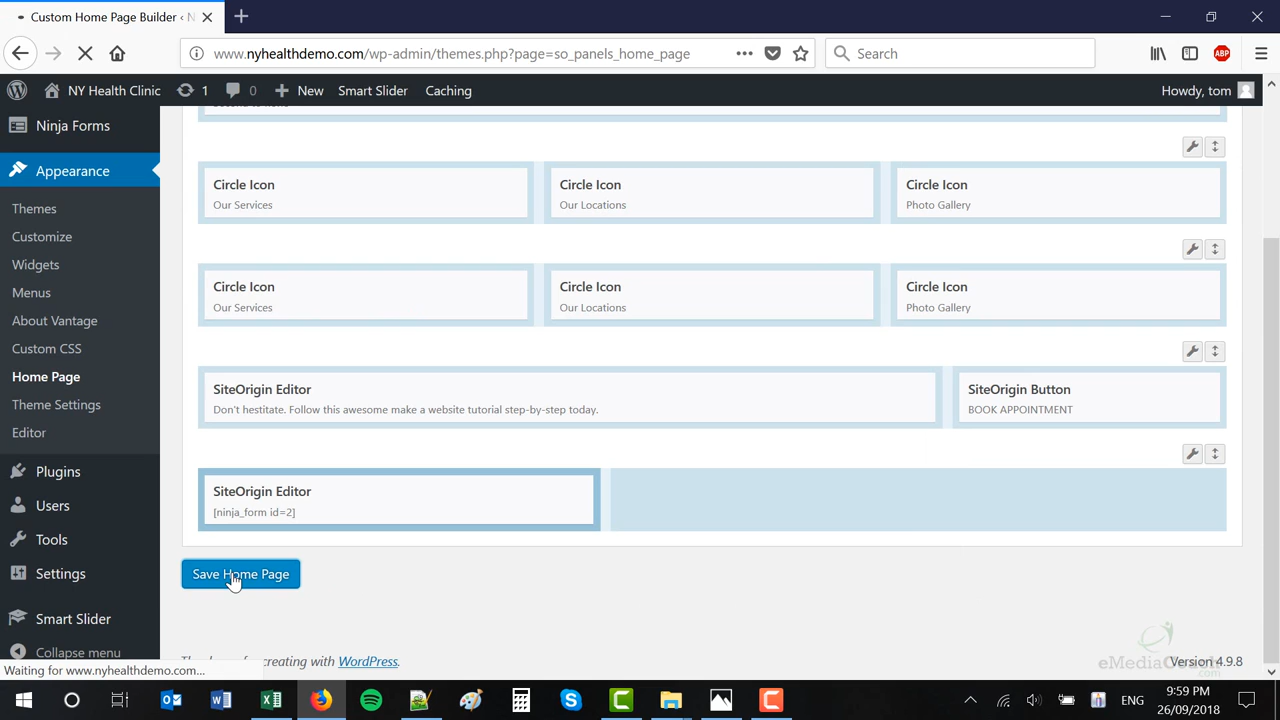 Custom Home Page Builder ‹ N
www.nyhealthdemo.com/wp-admin/themes.php?page=so_panels_home_page
Search
ABP
NY Health Clinic
1
0
New
Smart Slider
Caching
Howdy, tom
Ninja Forms
Appearance
Themes
Customize
Widgets
Menus
About Vantage
Custom CSS
Home Page
Theme Settings
Editor
Plugins
Users
Tools
Settings
Smart Slider
Collapse menu
Circle Icon
Our Services
Circle Icon
Our Locations
Circle Icon
Photo Gallery
Circle Icon
Our Services
Circle Icon
Our Locations
Circle Icon
Photo Gallery
SiteOrigin Editor
Don't hestitate. Follow this awesome make a website tutorial step-by-step today.
SiteOrigin Button
BOOK APPOINTMENT
SiteOrigin Editor
[ninja_form id=2]
Save Home Page
creating with WordPress.
Version 4.9.8
Waiting for www.nyhealthdemo.com...
ENG
9:59 PM
26/09/2018